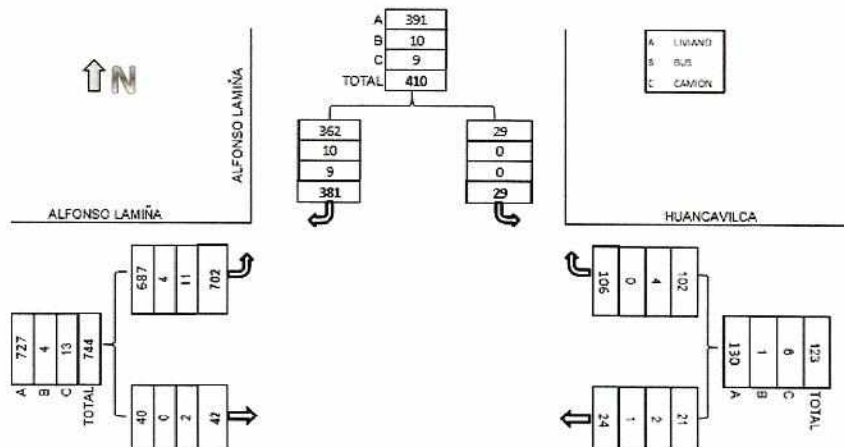 A 391
B 10
C 9
TOTAL 410
N
A LIVIANO
B BUS
C CAMION
ALFONSO LAMIÑA
362 29
10 0
9 0
381 29
ALFONSO LAMIÑA
HUANCAVILCA
687 4 11 702
106 0 4 102
727 4 13 744
A B C TOTAL
130 1 6 123
A B C TOTAL
40 0 2 42
24 1 2 21